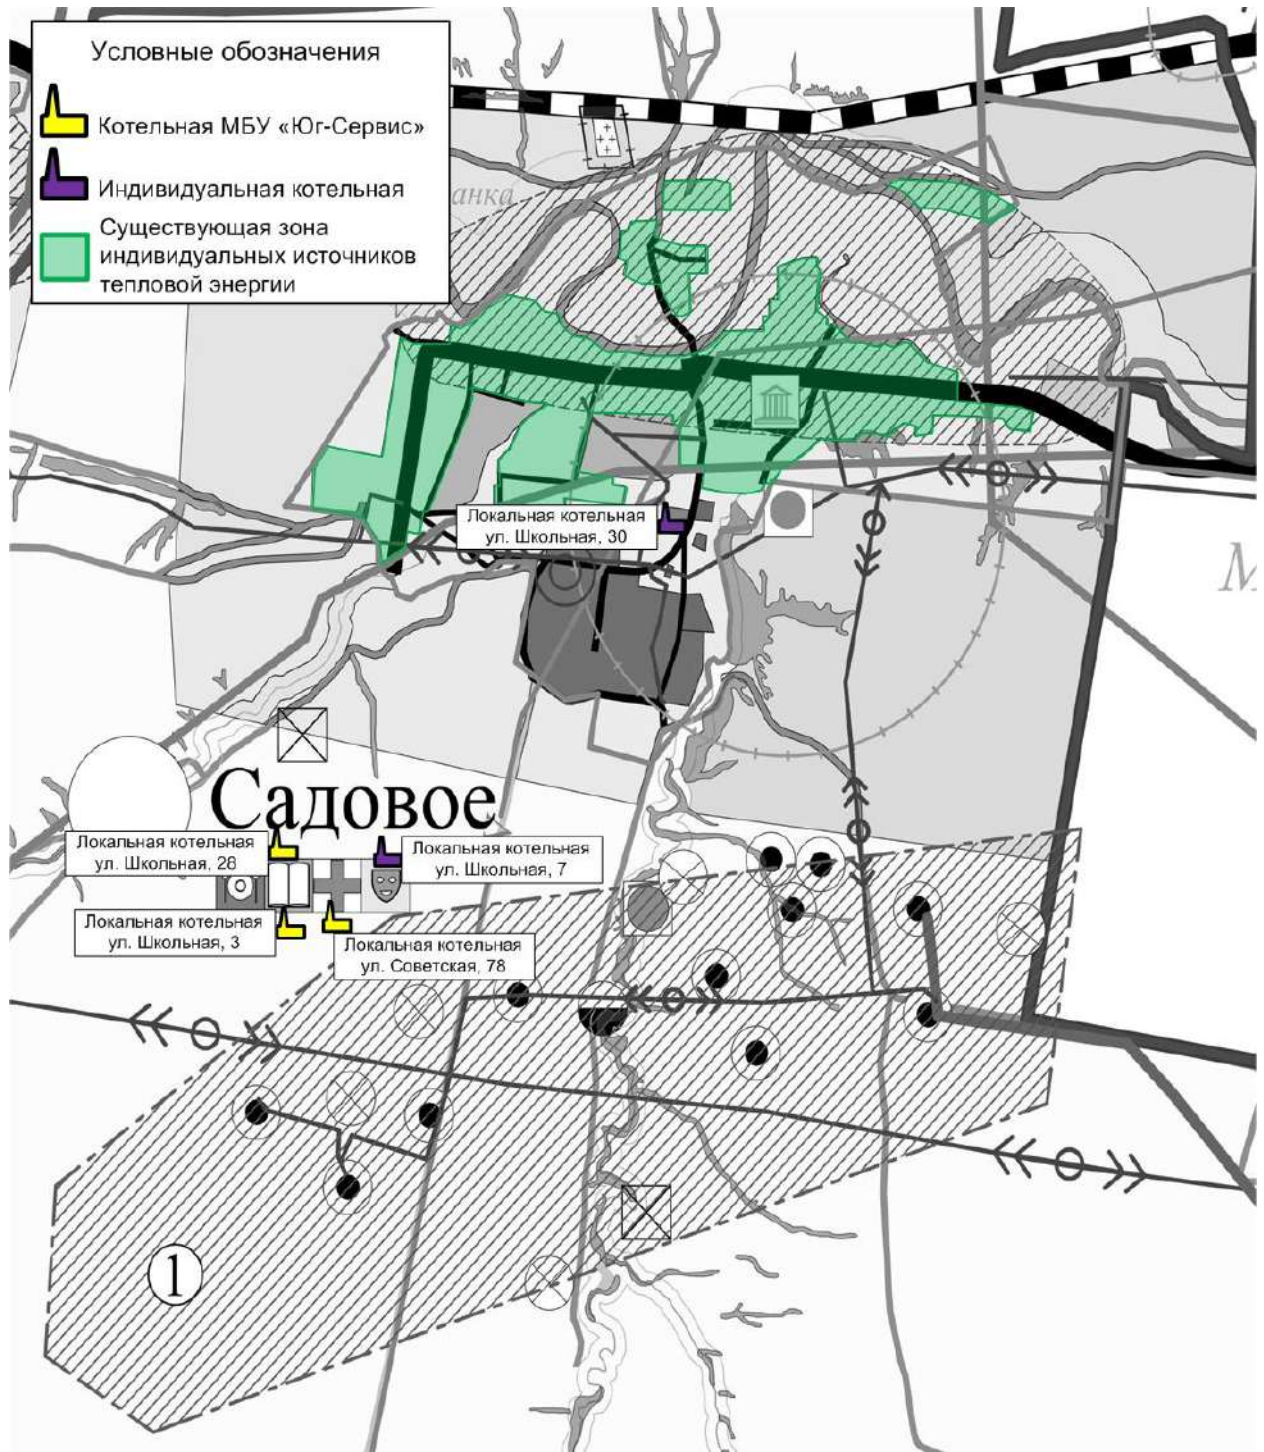 Условные обозначения
Котельная МБУ «Юг-Сервис»
Индивидуальная котельная
Существующая зона
индивидуальных источников
тепловой энергии
анка
Локальная котельная
ул. Школьная, 30
М
Садовое
Локальная котельная
ул. Школьная, 28
Локальная котельная
ул. Школьная, 7
Локальная котельная
ул. Школьная, 3
Локальная котельная
ул. Советская, 78
1